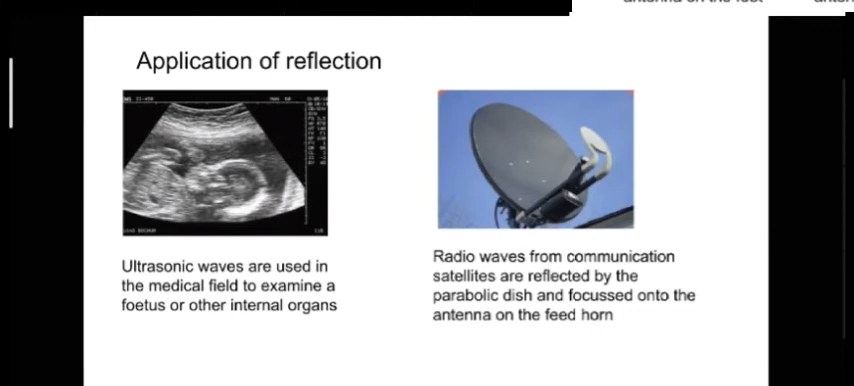 Application of reflection
Ultrasonic waves are used in
the medical field to examine a
foetus or other internal organs
Radio waves from communication
satellites are reflected by the
parabolic dish and focussed onto the
antenna on the feed horn